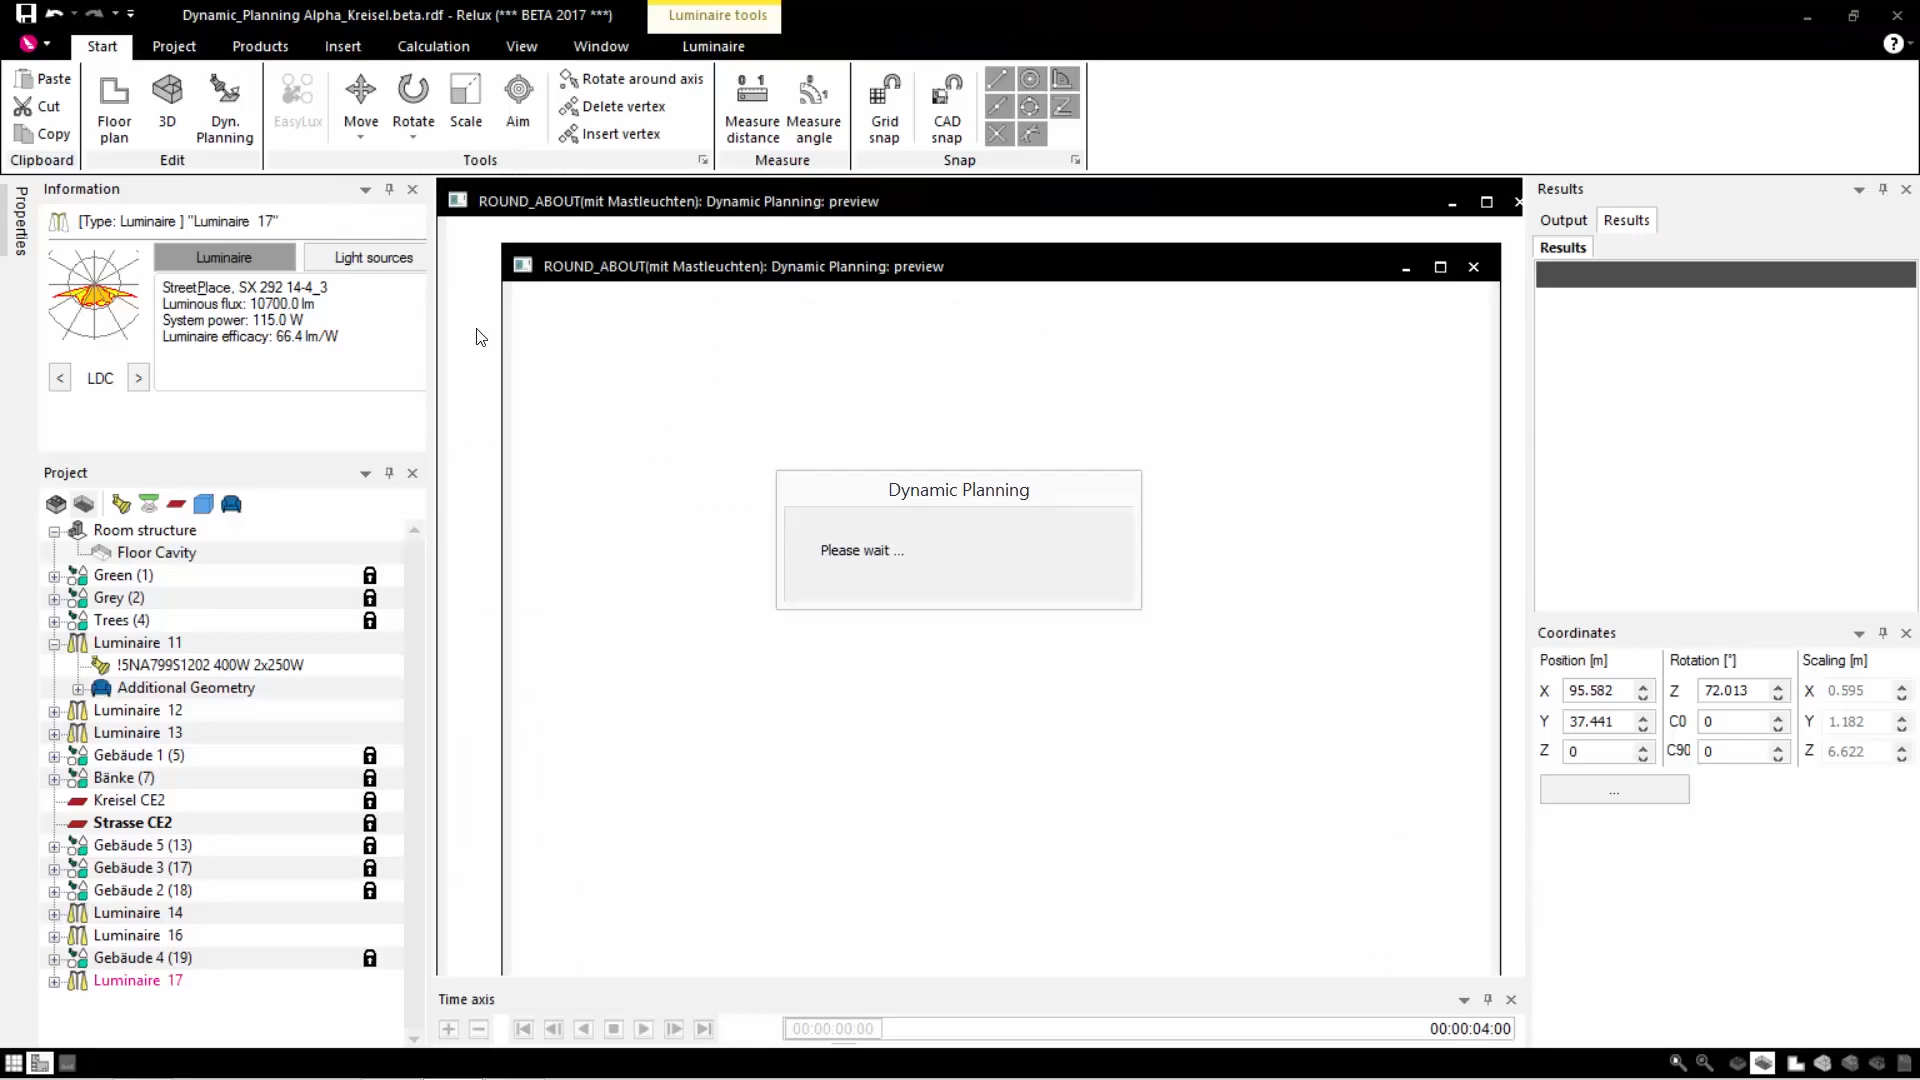 Dynamic_Planning Alpha_Kreisel.beta.rdf - Relux (*** BETA 2017 ***)
Luminaire tools
Start
Project
Products
Insert
Calculation
View
Window
Luminaire
Paste
Cut
Copy
Clipboard
Floor
plan
3D
Dyn.
Planning
Edit
EasyLux
Move
Rotate
Scale
Aim
Rotate around axis
Delete vertex
Insert vertex
Tools
Measure
distance
Measure
angle
Measure
Grid
snap
CAD
snap
Snap
Properties
Information
[Type: Luminaire ] "Luminaire 17"
Luminaire
Light sources
StreetPlace, SX 292 14-4_3
Luminous flux: 10700.0 lm
System power: 115.0 W
Luminaire efficacy: 66.4 lm/W
< LDC >
Project
Room structure
Floor Cavity
Green (1)
Grey (2)
Trees (4)
Luminaire 11
!5NA799S1202 400W 2x250W
Additional Geometry
Luminaire 12
Luminaire 13
Gebäude 1 (5)
Bänke (7)
Kreisel CE2
Strasse CE2
Gebäude 5 (13)
Gebäude 3 (17)
Gebäude 2 (18)
Luminaire 14
Luminaire 16
Gebäude 4 (19)
Luminaire 17
ROUND_ABOUT(mit Mastleuchten): Dynamic Planning: preview
ROUND_ABOUT(mit Mastleuchten): Dynamic Planning: preview
Dynamic Planning
Please wait ...
Time axis
00:00:00:00
00:00:04:00
Results
Output
Results
Results
Coordinates
Position [m]
Rotation [°]
Scaling [m]
X 95.582 Z 72.013 X 0.595
Y 37.441 C0 0 Y 1.182
Z 0 C90 0 Z 6.622
...